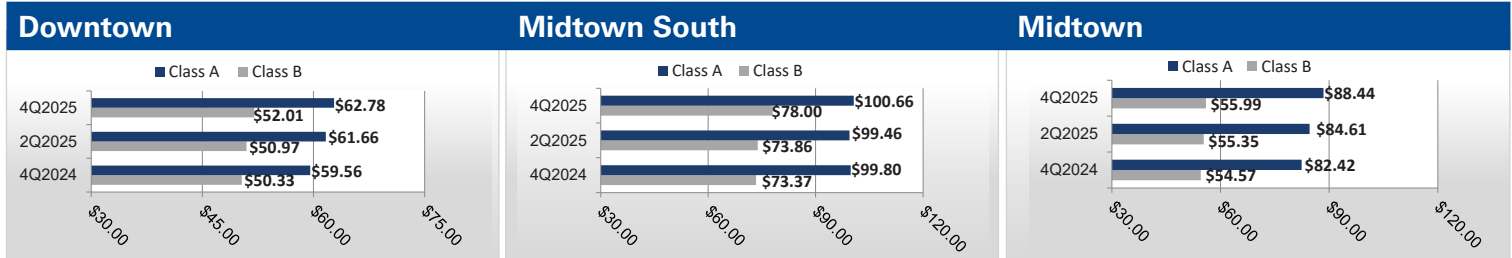 Downtown
Class A Class B
4Q2025 $62.78
$52.01
2Q2025 $61.66
$50.97
4Q2024 $59.56
$50.33
$30.00 $45.00 $60.00 $75.00
Midtown South
Class A Class B
4Q2025 $100.66
$78.00
2Q2025 $99.46
$73.86
4Q2024 $99.80
$73.37
$30.00 $60.00 $90.00 $120.00
Midtown
Class A Class B
4Q2025 $88.44
$55.99
2Q2025 $84.61
$55.35
4Q2024 $82.42
$54.57
$30.00 $60.00 $90.00 $120.00